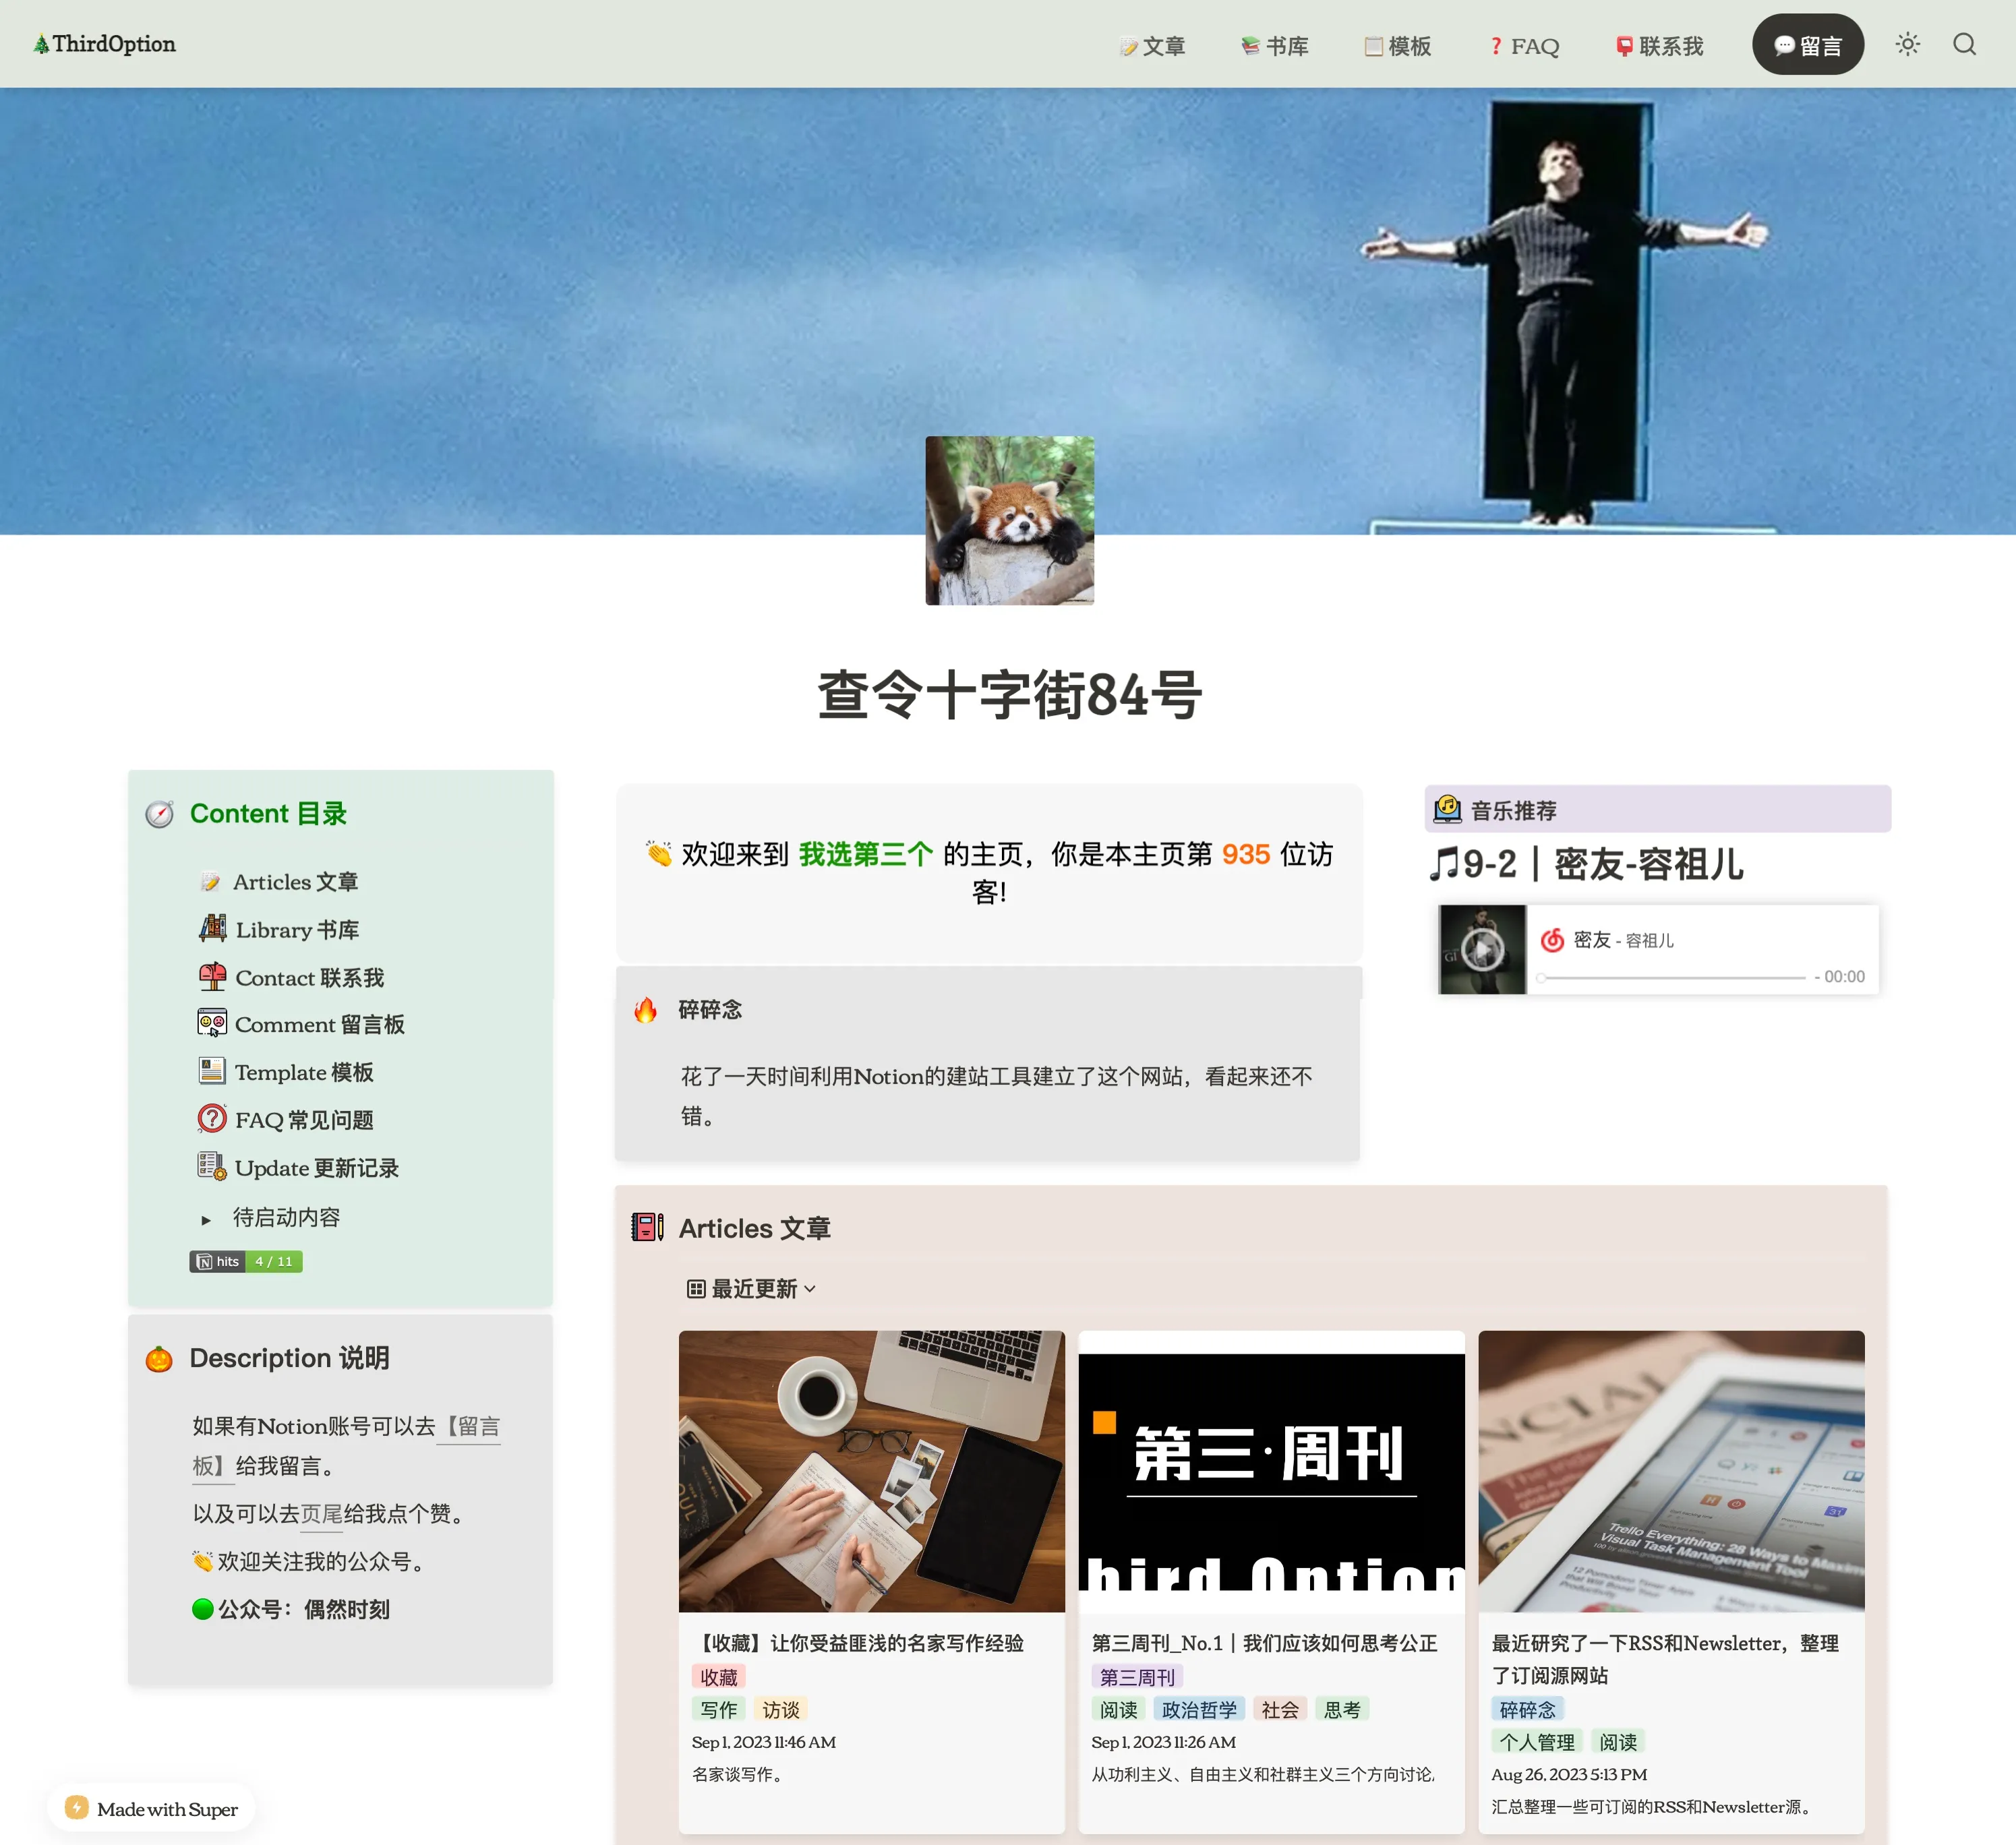 ThirdOption
文章
书库
模板
FAQ
联系我
留言
查令十字街84号
Content 目录
Articles 文章
Library 书库
Contact 联系我
Comment 留言板
Template 模板
FAQ 常见问题
Update 更新记录
待启动内容
hits 4 / 11
Description 说明
如果有Notion账号可以去【留言
板】给我留言。
以及可以去页尾给我点个赞。
欢迎关注我的公众号。
公众号：偶然时刻
欢迎来到 我选第三个 的主页，你是本主页第 935 位访
客!
碎碎念
花了一天时间利用Notion的建站工具建立了这个网站，看起来还不
错。
音乐推荐
🎵9-2｜密友-容祖儿
密友 - 容祖儿
- 00:00
Articles 文章
最近更新
【收藏】让你受益匪浅的名家写作经验
收藏
写作 访谈
Sep 1, 2023 11:46 AM
名家谈写作。
第三·周刊
hird Option
第三周刊_No.1｜我们应该如何思考公正
第三周刊
阅读 政治哲学 社会 思考
Sep 1, 2023 11:26 AM
从功利主义、自由主义和社群主义三个方向讨论,
NCIAL
Trello Everything: 28 Ways to Maxim
Visual Task Management Tool
最近研究了一下RSS和Newsletter，整理
了订阅源网站
碎碎念
个人管理 阅读
Aug 26, 2023 5:13 PM
汇总整理一些可订阅的RSS和Newsletter源。
Made with Super